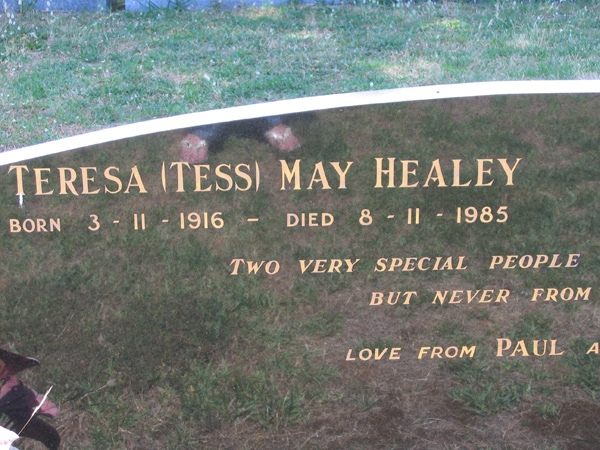 TERESA (TESS) MAY HEALEY
BORN 3 - 11 - 1916 - DIED 8 - 11 - 1985
TWO VERY SPECIAL PEOPLE
BUT NEVER FROM
LOVE FROM PAUL A